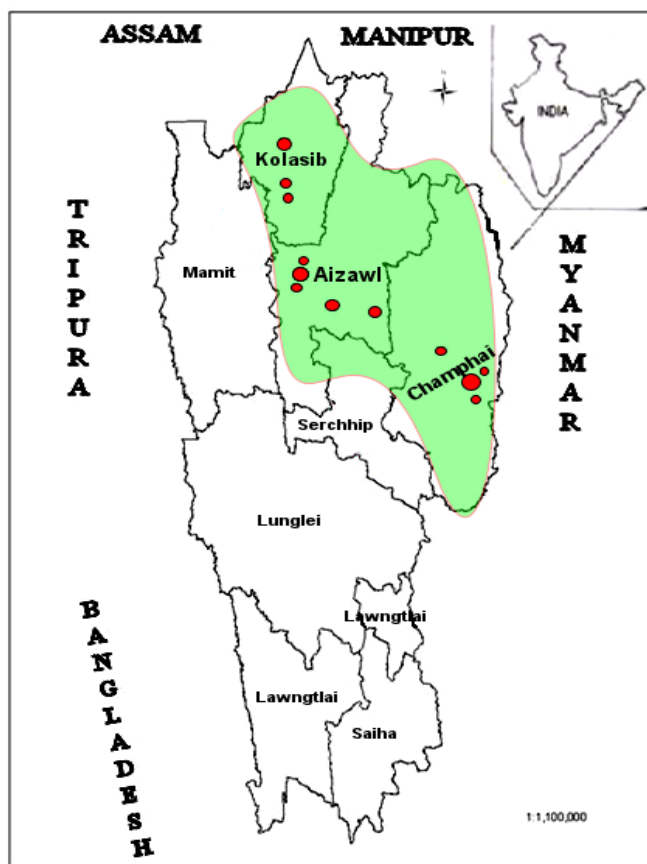 ASSAM
MANIPUR
INDIA
TRIPURA
MYANMAR
BANGLADESH
Kolasib
Mamit
Aizawl
Champhai
Serchhip
Lunglei
Lawngtlai
Lawngtlai
Saiha
1:1,100,000